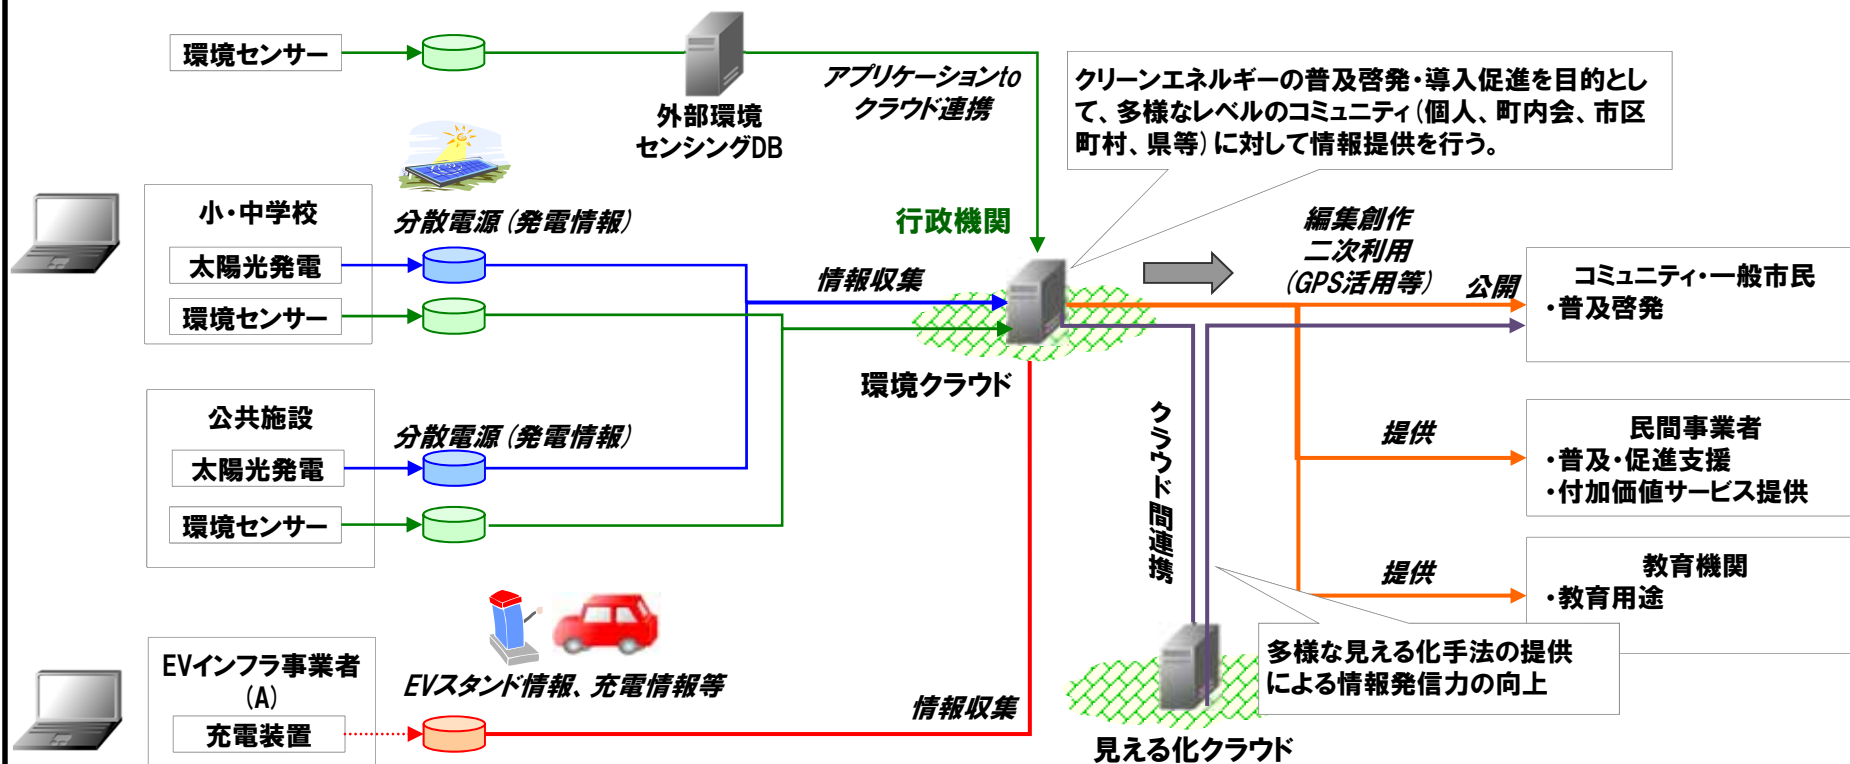 環境センサー
外部環境
センシングDB
アプリケーションto
クラウド連携
クリーンエネルギーの普及啓発・導入促進を目的とし
て、多様なレベルのコミュニティ(個人、町内会、市区
町村、県等)に対して情報提供を行う。
小・中学校
太陽光発電
環境センサー
分散電源(発電情報)
行政機関
情報収集
環境クラウド
編集創作
二次利用
(GPS活用等)
公開
コミュニティ・一般市民
・普及啓発
公共施設
太陽光発電
環境センサー
分散電源(発電情報)
クラウド間連携
提供
民間事業者
・普及・促進支援
・付加価値サービス提供
提供
教育機関
・教育用途
EVインフラ事業者
(A)
充電装置
EVスタンド情報、充電情報等
情報収集
多様な見える化手法の提供
による情報発信力の向上
見える化クラウド